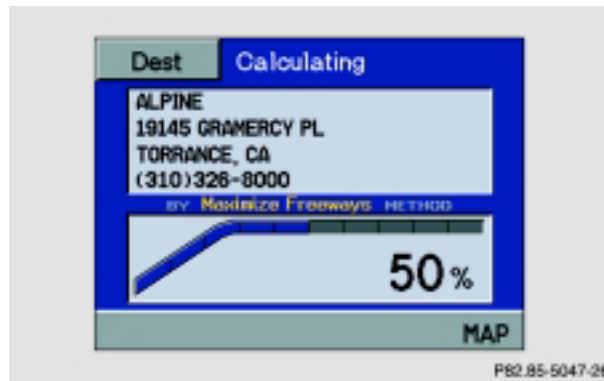 Dest
Calculating
ALPINE
19145 GRAMERCY PL
TORRANCE, CA
(310)326-8000
BY Maximize Freeways METHOD
50%
MAP
P82.85-5047-26